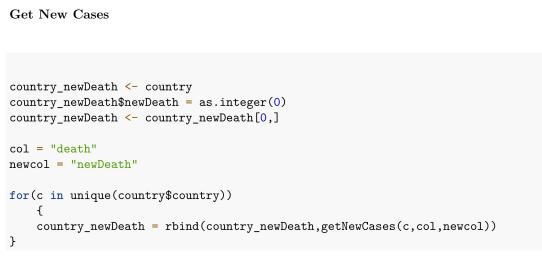 Get New Cases
country_newDeath <- country
country_newDeath$newDeath = as.integer(0)
country_newDeath <- country_newDeath[0,]
col = "death"
newcol = "newDeath"
for(c in unique(country$country))
{
country_newDeath = rbind(country_newDeath,getNewCases(c,col,newcol))
}